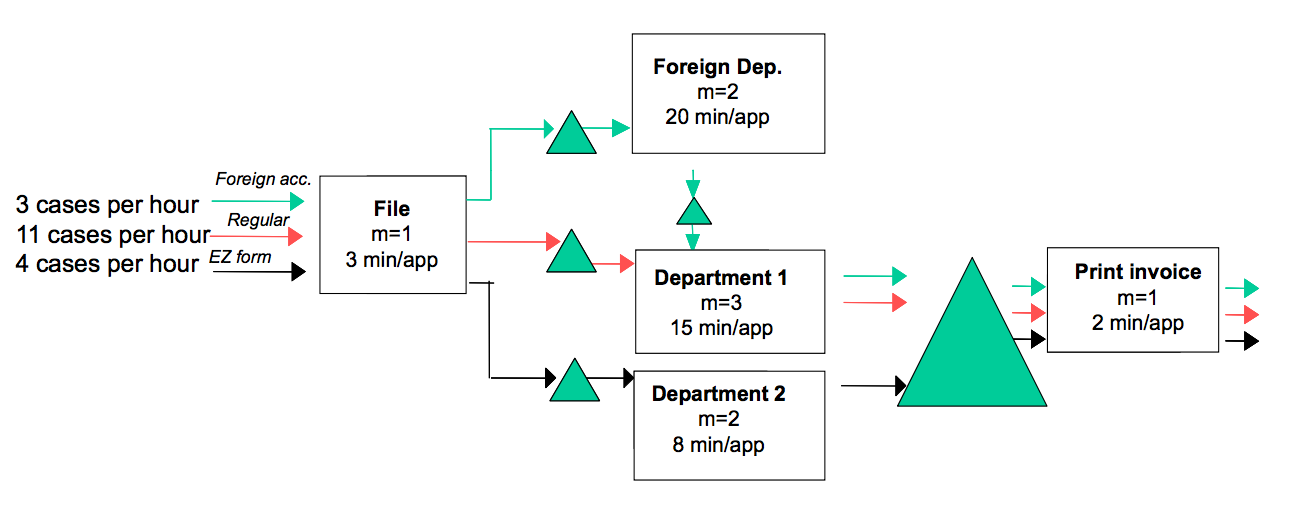 Foreign Dep.
m=2
20 min/app
Foreign acc.
3 cases per hour
Regular
11 cases per hour
EZ form
4 cases per hour
File
m=1
3 min/app
Department 1
m=3
15 min/app
Print invoice
m=1
2 min/app
Department 2
m=2
8 min/app